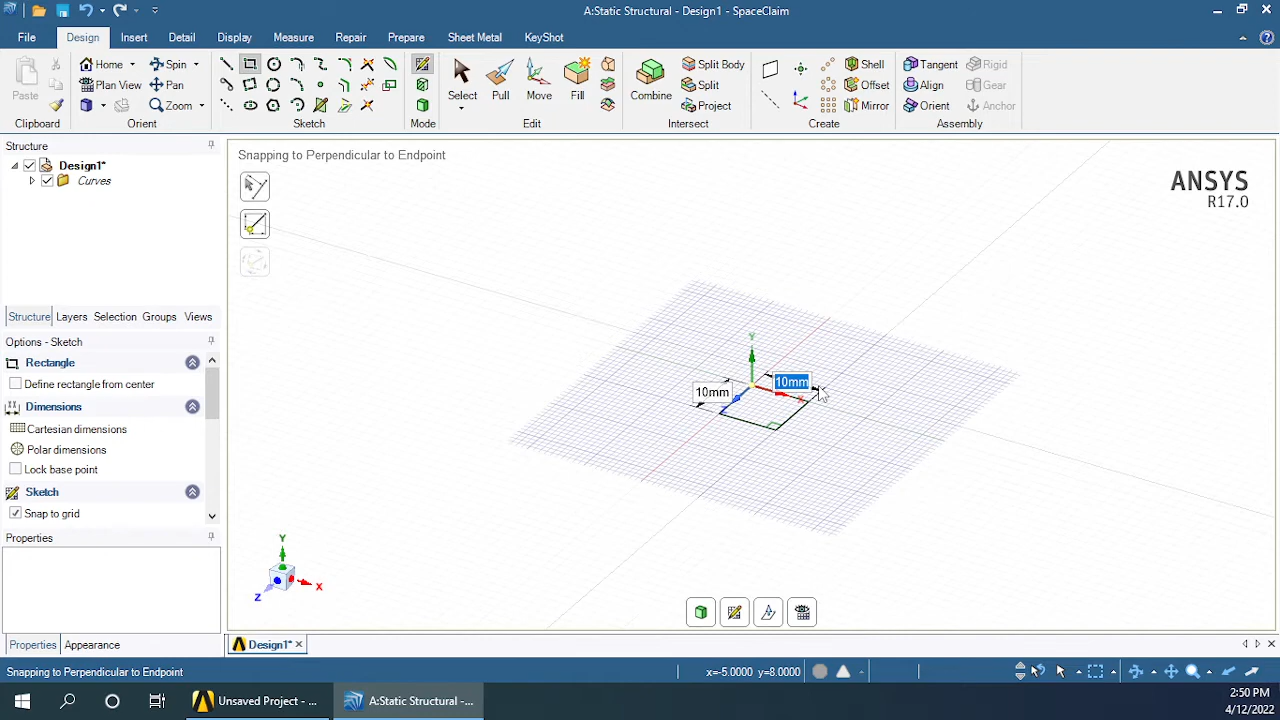 A:Static Structural - Design1 - SpaceClaim
File Design Insert Detail Display Measure Repair Prepare Sheet Metal KeyShot
Home Spin Select Pull Move Fill Combine Split Body Shell Tangent Rigid
Paste Plan View Pan Split Offset Align Gear
Zoom Project Mirror Orient Anchor
Clipboard Orient Sketch Mode Edit Intersect Create Assembly
Structure
Design1*
Curves
Snapping to Perpendicular to Endpoint
ANSYS
R17.0
Structure Layers Selection Groups Views
Options - Sketch
Rectangle
Define rectangle from center
Dimensions
Cartesian dimensions
Polar dimensions
Lock base point
Sketch
Snap to grid
Properties
Y
10mm
10mm
X
Y
X
Z
Properties Appearance
Design1*
Snapping to Perpendicular to Endpoint
x=-5.0000 y=8.0000
Unsaved Project - ...
A:Static Structural -...
2:50 PM
4/12/2022